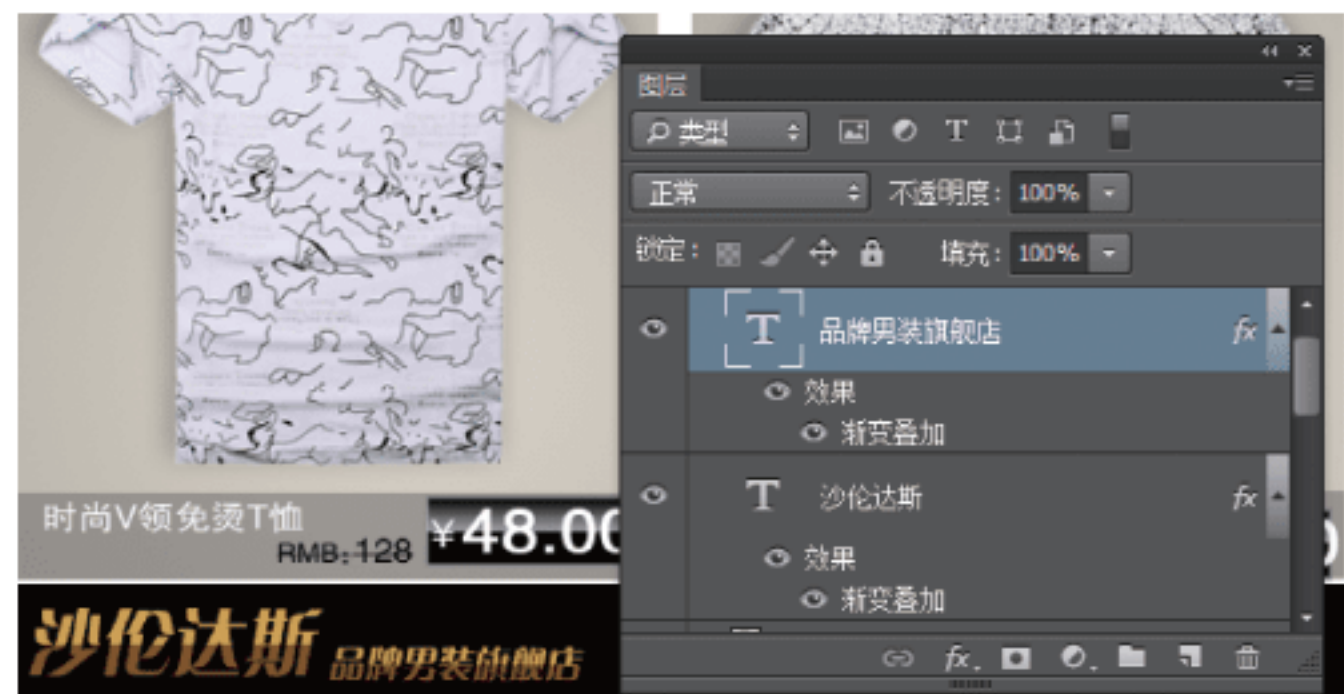 图层
类型
T
正常
不透明度: 100%
锁定:
填充: 100%
T 品牌男装旗舰店 fx
效果
渐变叠加
T 沙伦达斯 fx
效果
渐变叠加
fx.
时尚V领免烫T恤
RMB:128
¥48.00
沙伦达斯 品牌男装旗舰店